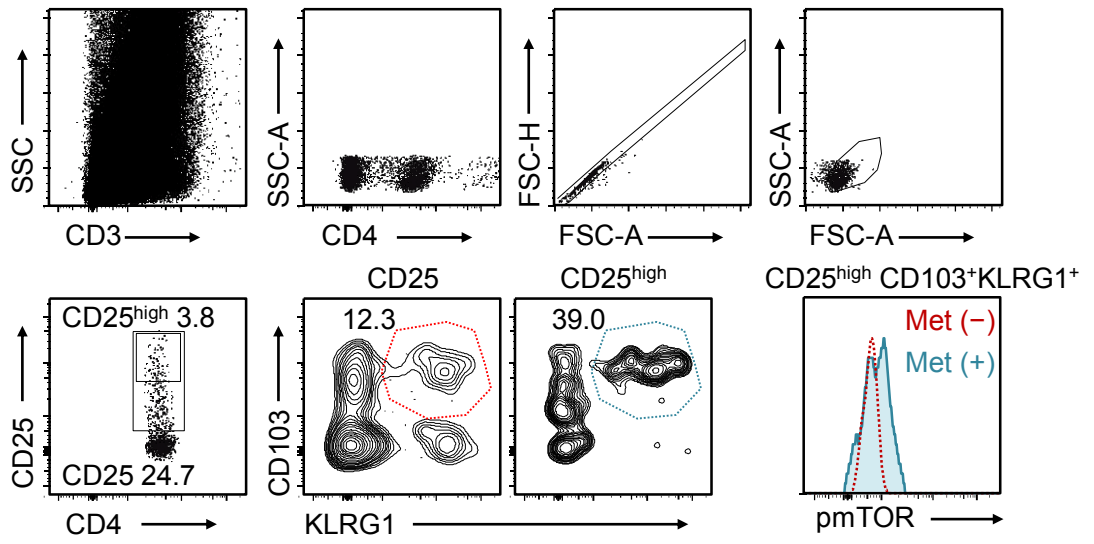 SSC
CD3
SSC-A
CD4
FSC-H
FSC-A
SSC-A
FSC-A
CD25
CD25high 3.8
CD25 24.7
CD4
CD25
12.3
CD103
CD25high
39.0
KLRG1
CD25high CD103+KLRG1+
Met (−)
Met (+)
pmTOR